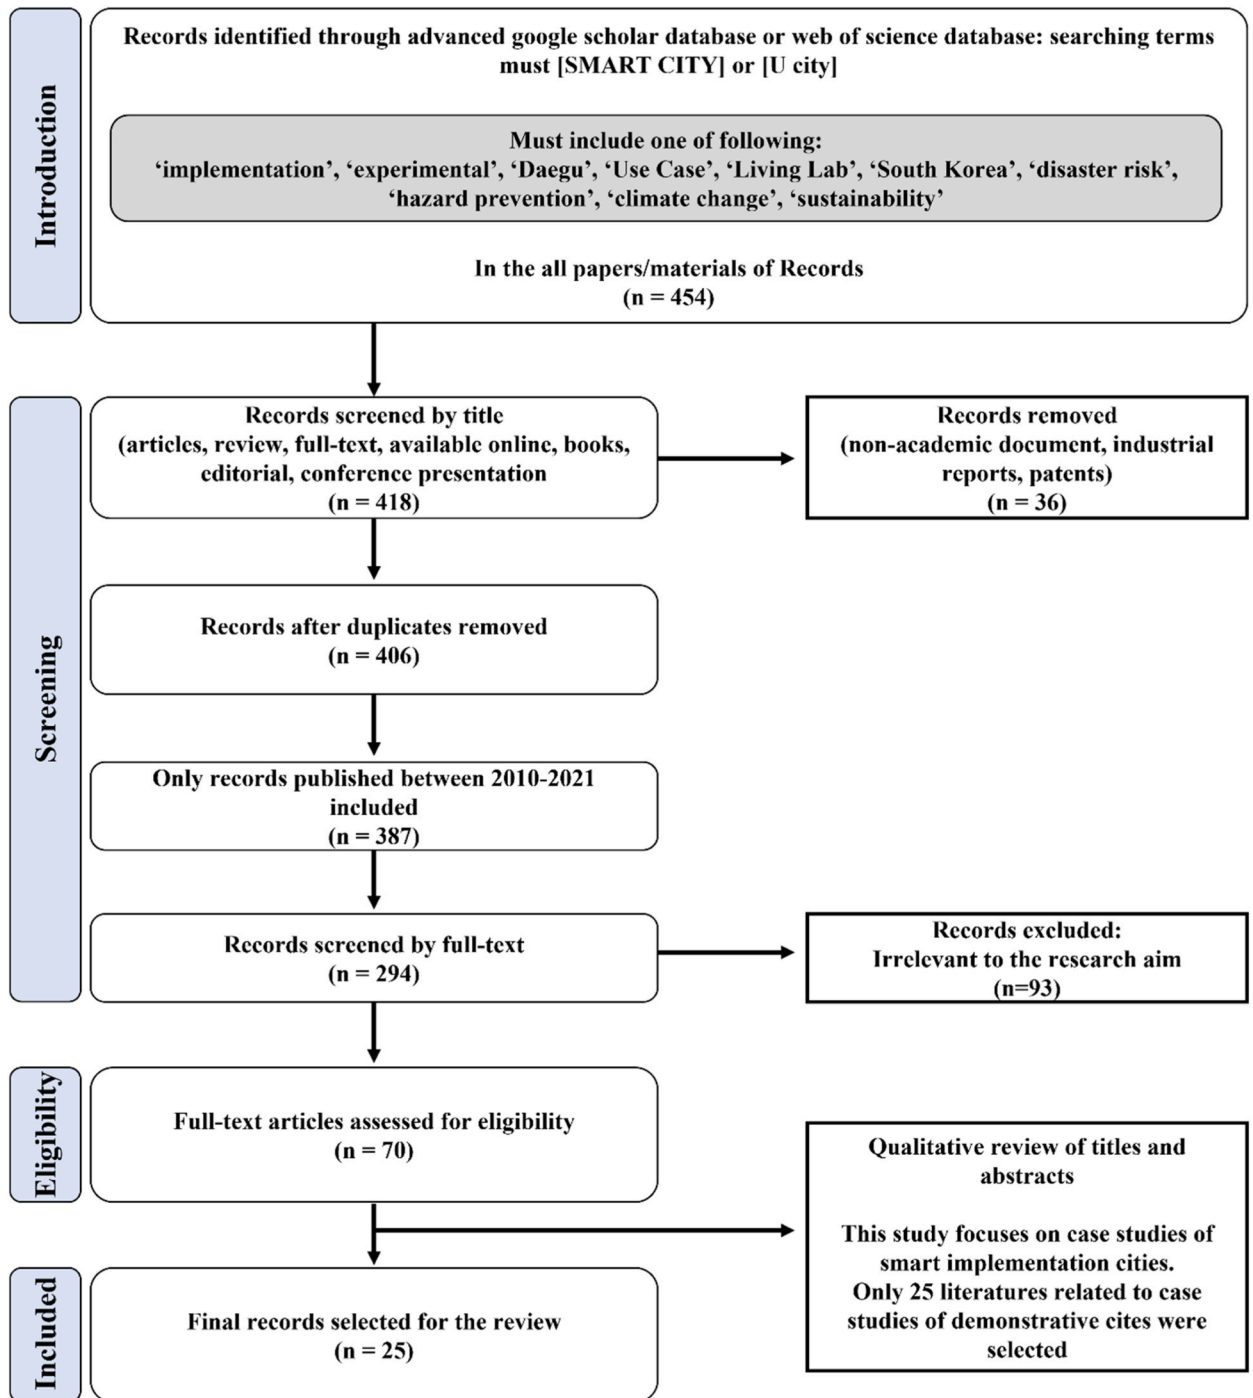 Introduction
Records identified through advanced google scholar database or web of science database: searching terms
must [SMART CITY] or [U city]
Must include one of following:
‘implementation’, ‘experimental’, ‘Daegu’, ‘Use Case’, ‘Living Lab’, ‘South Korea’, ‘disaster risk’,
‘hazard prevention’, ‘climate change’, ‘sustainability’
In the all papers/materials of Records
(n = 454)
Screening
Records screened by title
(articles, review, full-text, available online, books,
editorial, conference presentation
(n = 418)
Records removed
(non-academic document, industrial
reports, patents)
(n = 36)
Records after duplicates removed
(n = 406)
Only records published between 2010-2021
included
(n = 387)
Records screened by full-text
(n = 294)
Records excluded:
Irrelevant to the research aim
(n=93)
Eligibility
Full-text articles assessed for eligibility
(n = 70)
Qualitative review of titles and
abstracts
This study focuses on case studies of
smart implementation cities.
Only 25 literatures related to case
studies of demonstrative cites were
selected
Included
Final records selected for the review
(n = 25)